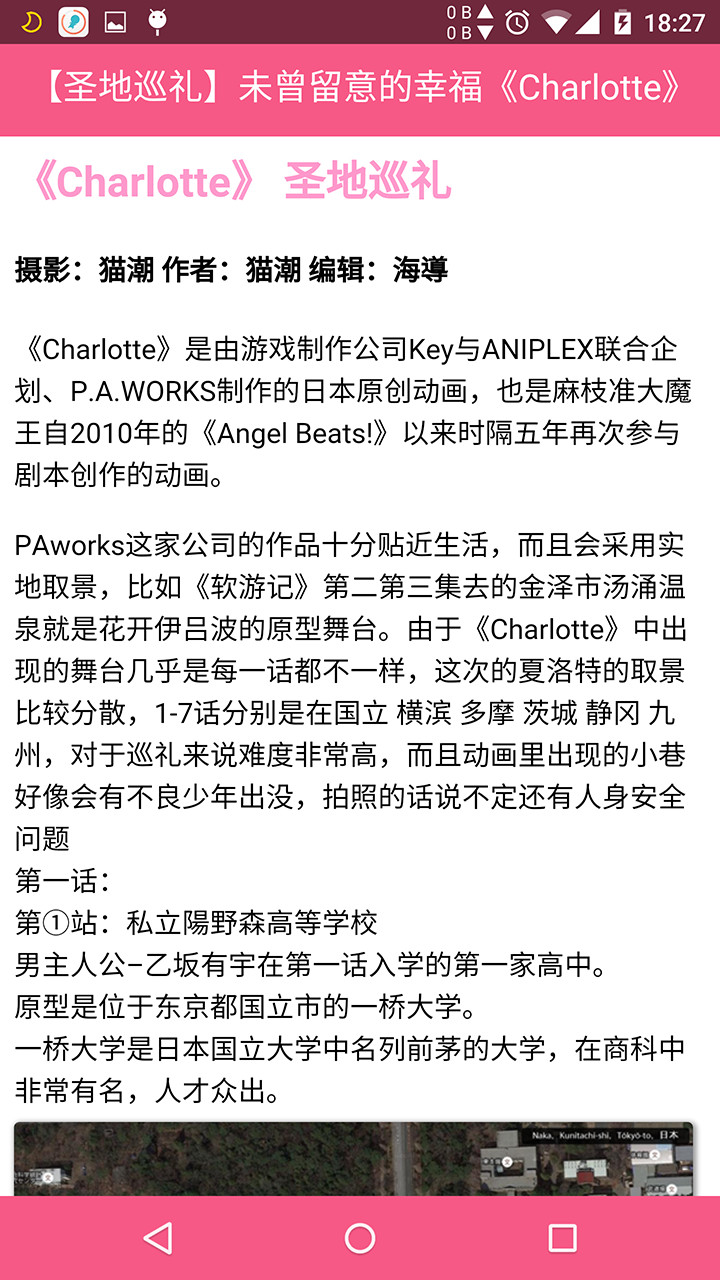 0 B
0 B
18:27
【圣地巡礼】未曾留意的幸福《Charlotte》
《Charlotte》 圣地巡礼
摄影：猫潮 作者：猫潮 编辑：海導
《Charlotte》是由游戏制作公司Key与ANIPLEX联合企
划、P.A.WORKS制作的日本原创动画，也是麻枝准大魔
王自2010年的《Angel Beats!》以来时隔五年再次参与
剧本创作的动画。
PAworks这家公司的作品十分贴近生活，而且会采用实
地取景，比如《软游记》第二第三集去的金泽市汤涌温
泉就是花开伊吕波的原型舞台。由于《Charlotte》中出
现的舞台几乎是每一话都不一样，这次的夏洛特的取景
比较分散，1-7话分别是在国立 横滨 多摩 茨城 静冈 九
州，对于巡礼来说难度非常高，而且动画里出现的小巷
好像会有不良少年出没，拍照的话说不定还有人身安全
问题
第一话：
第①站：私立陽野森高等学校
男主人公–乙坂有宇在第一话入学的第一家高中。
原型是位于东京都国立市的一桥大学。
一桥大学是日本国立大学中名列前茅的大学，在商科中
非常有名，人才众出。
Naka, Kunitachi-shi, Tōkyō-to, 日本